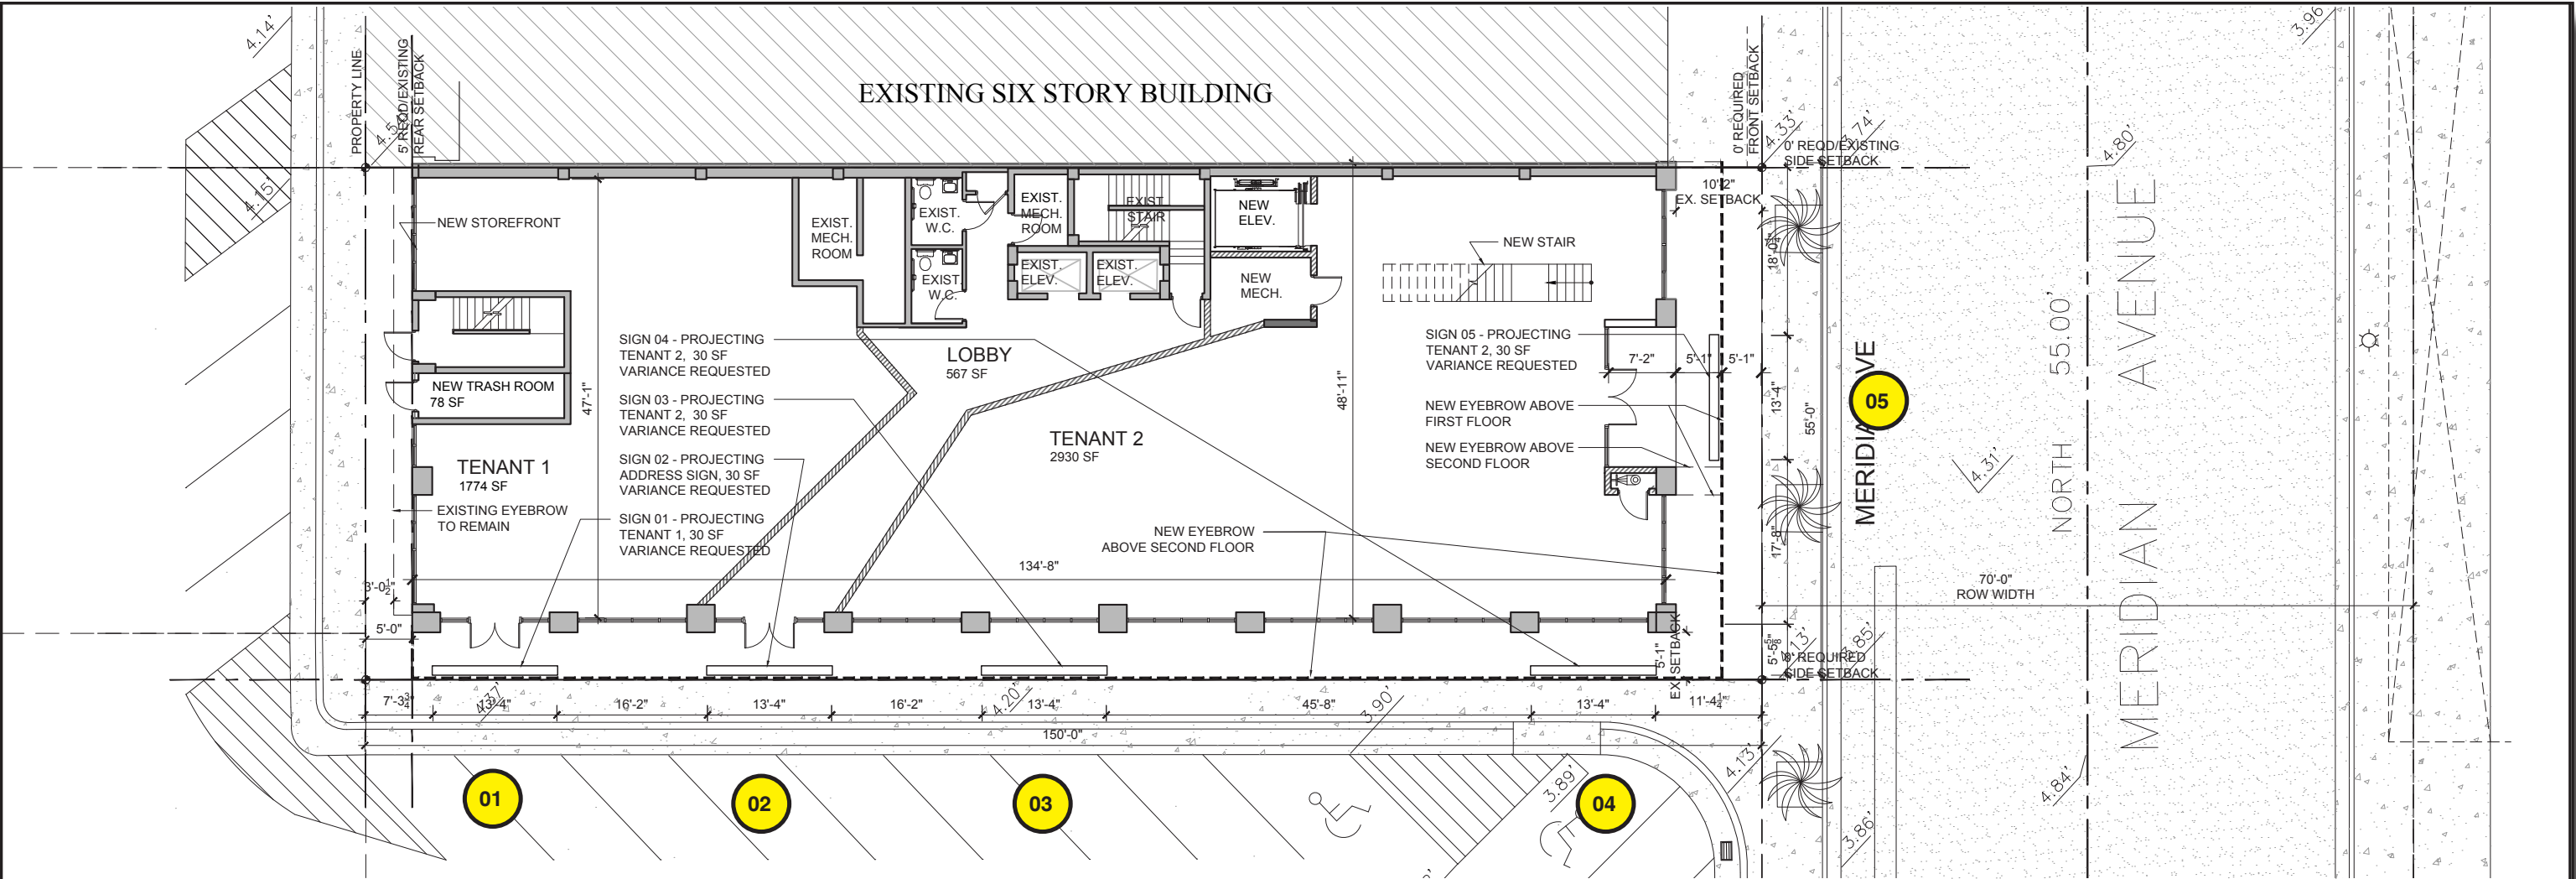 4.14'
PROPERTY LINE
5' REQD/EXISTING
REAR SETBACK
4.15'
EXISTING SIX STORY BUILDING
0' REQUIRED
FRONT SETBACK
4.33'
3.74'
0' REQD/EXISTING
SIDE SETBACK
4.80'
3.96
10'-2"
EX. SETBACK
NEW STOREFRONT
EXIST.
MECH.
ROOM
EXIST.
W.C.
EXIST.
W.C.
EXIST.
MECH.
ROOM
EXIST
STAIR
EXIST.
ELEV.
EXIST.
ELEV.
NEW
ELEV.
NEW
MECH.
NEW STAIR
18'-0¼"
NEW TRASH ROOM
78 SF
47'-1"
SIGN 04 - PROJECTING
TENANT 2, 30 SF
VARIANCE REQUESTED
SIGN 03 - PROJECTING
TENANT 2, 30 SF
VARIANCE REQUESTED
SIGN 02 - PROJECTING
ADDRESS SIGN, 30 SF
VARIANCE REQUESTED
SIGN 01 - PROJECTING
TENANT 1, 30 SF
VARIANCE REQUESTED
LOBBY
567 SF
TENANT 2
2930 SF
48'-11"
SIGN 05 - PROJECTING
TENANT 2, 30 SF
VARIANCE REQUESTED
NEW EYEBROW ABOVE
FIRST FLOOR
NEW EYEBROW ABOVE
SECOND FLOOR
7'-2"
5'-1"
5'-1"
13'-4"
55'-0"
17'-8"
05
MERIDIAN AVE
NORTH 55.00'
MERIDIAN AVENUE
4.31'
TENANT 1
1774 SF
EXISTING EYEBROW
TO REMAIN
NEW EYEBROW
ABOVE SECOND FLOOR
134'-8"
3'-0½"
5'-0"
70'-0"
ROW WIDTH
5'-1"
EX. SETBACK
5'-5⅝"
4.13'
3.85'
0' REQUIRED
SIDE SETBACK
7'-3¾"
13'-4"
4.37'
16'-2"
13'-4"
16'-2"
4.20'
13'-4"
45'-8"
3.90'
13'-4"
11'-4¼"
150'-0"
01
02
03
04
3.89'
4.13'
3.86'
4.84'